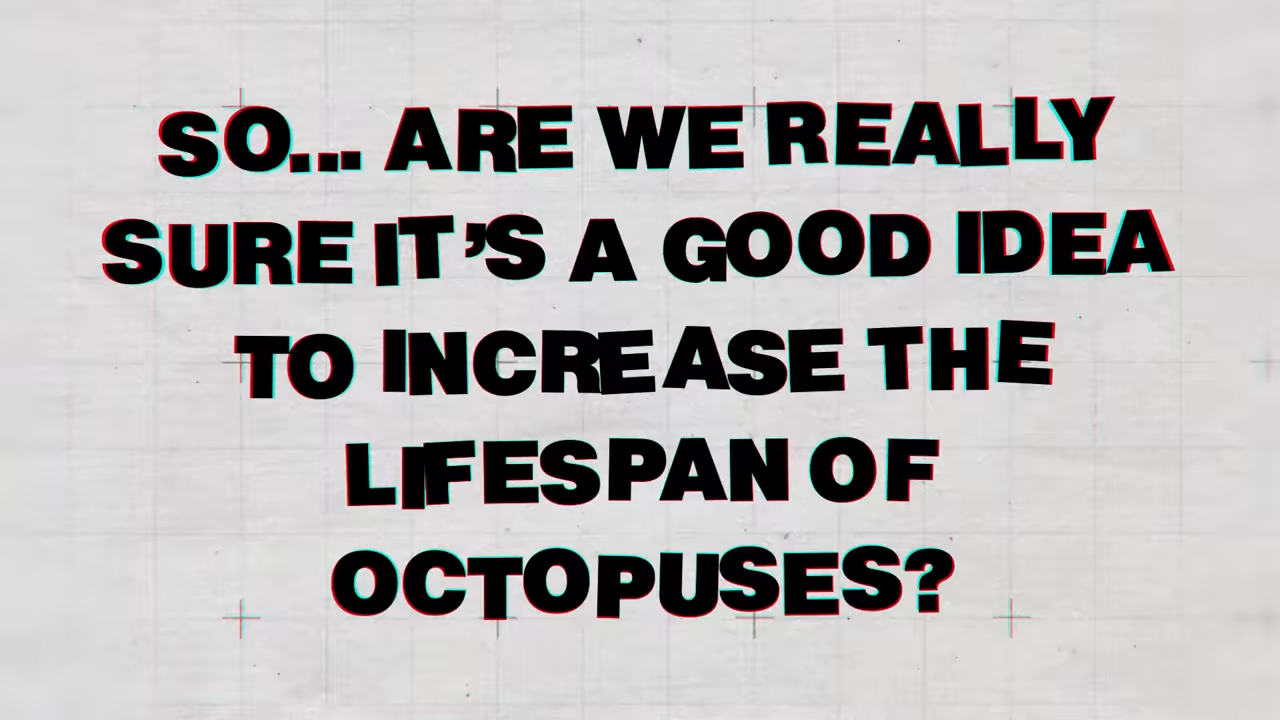 SO... ARE WE REALLY
SURE IT’S A GOOD IDEA
TO INCREASE THE
LIFESPAN OF
OCTOPUSES?